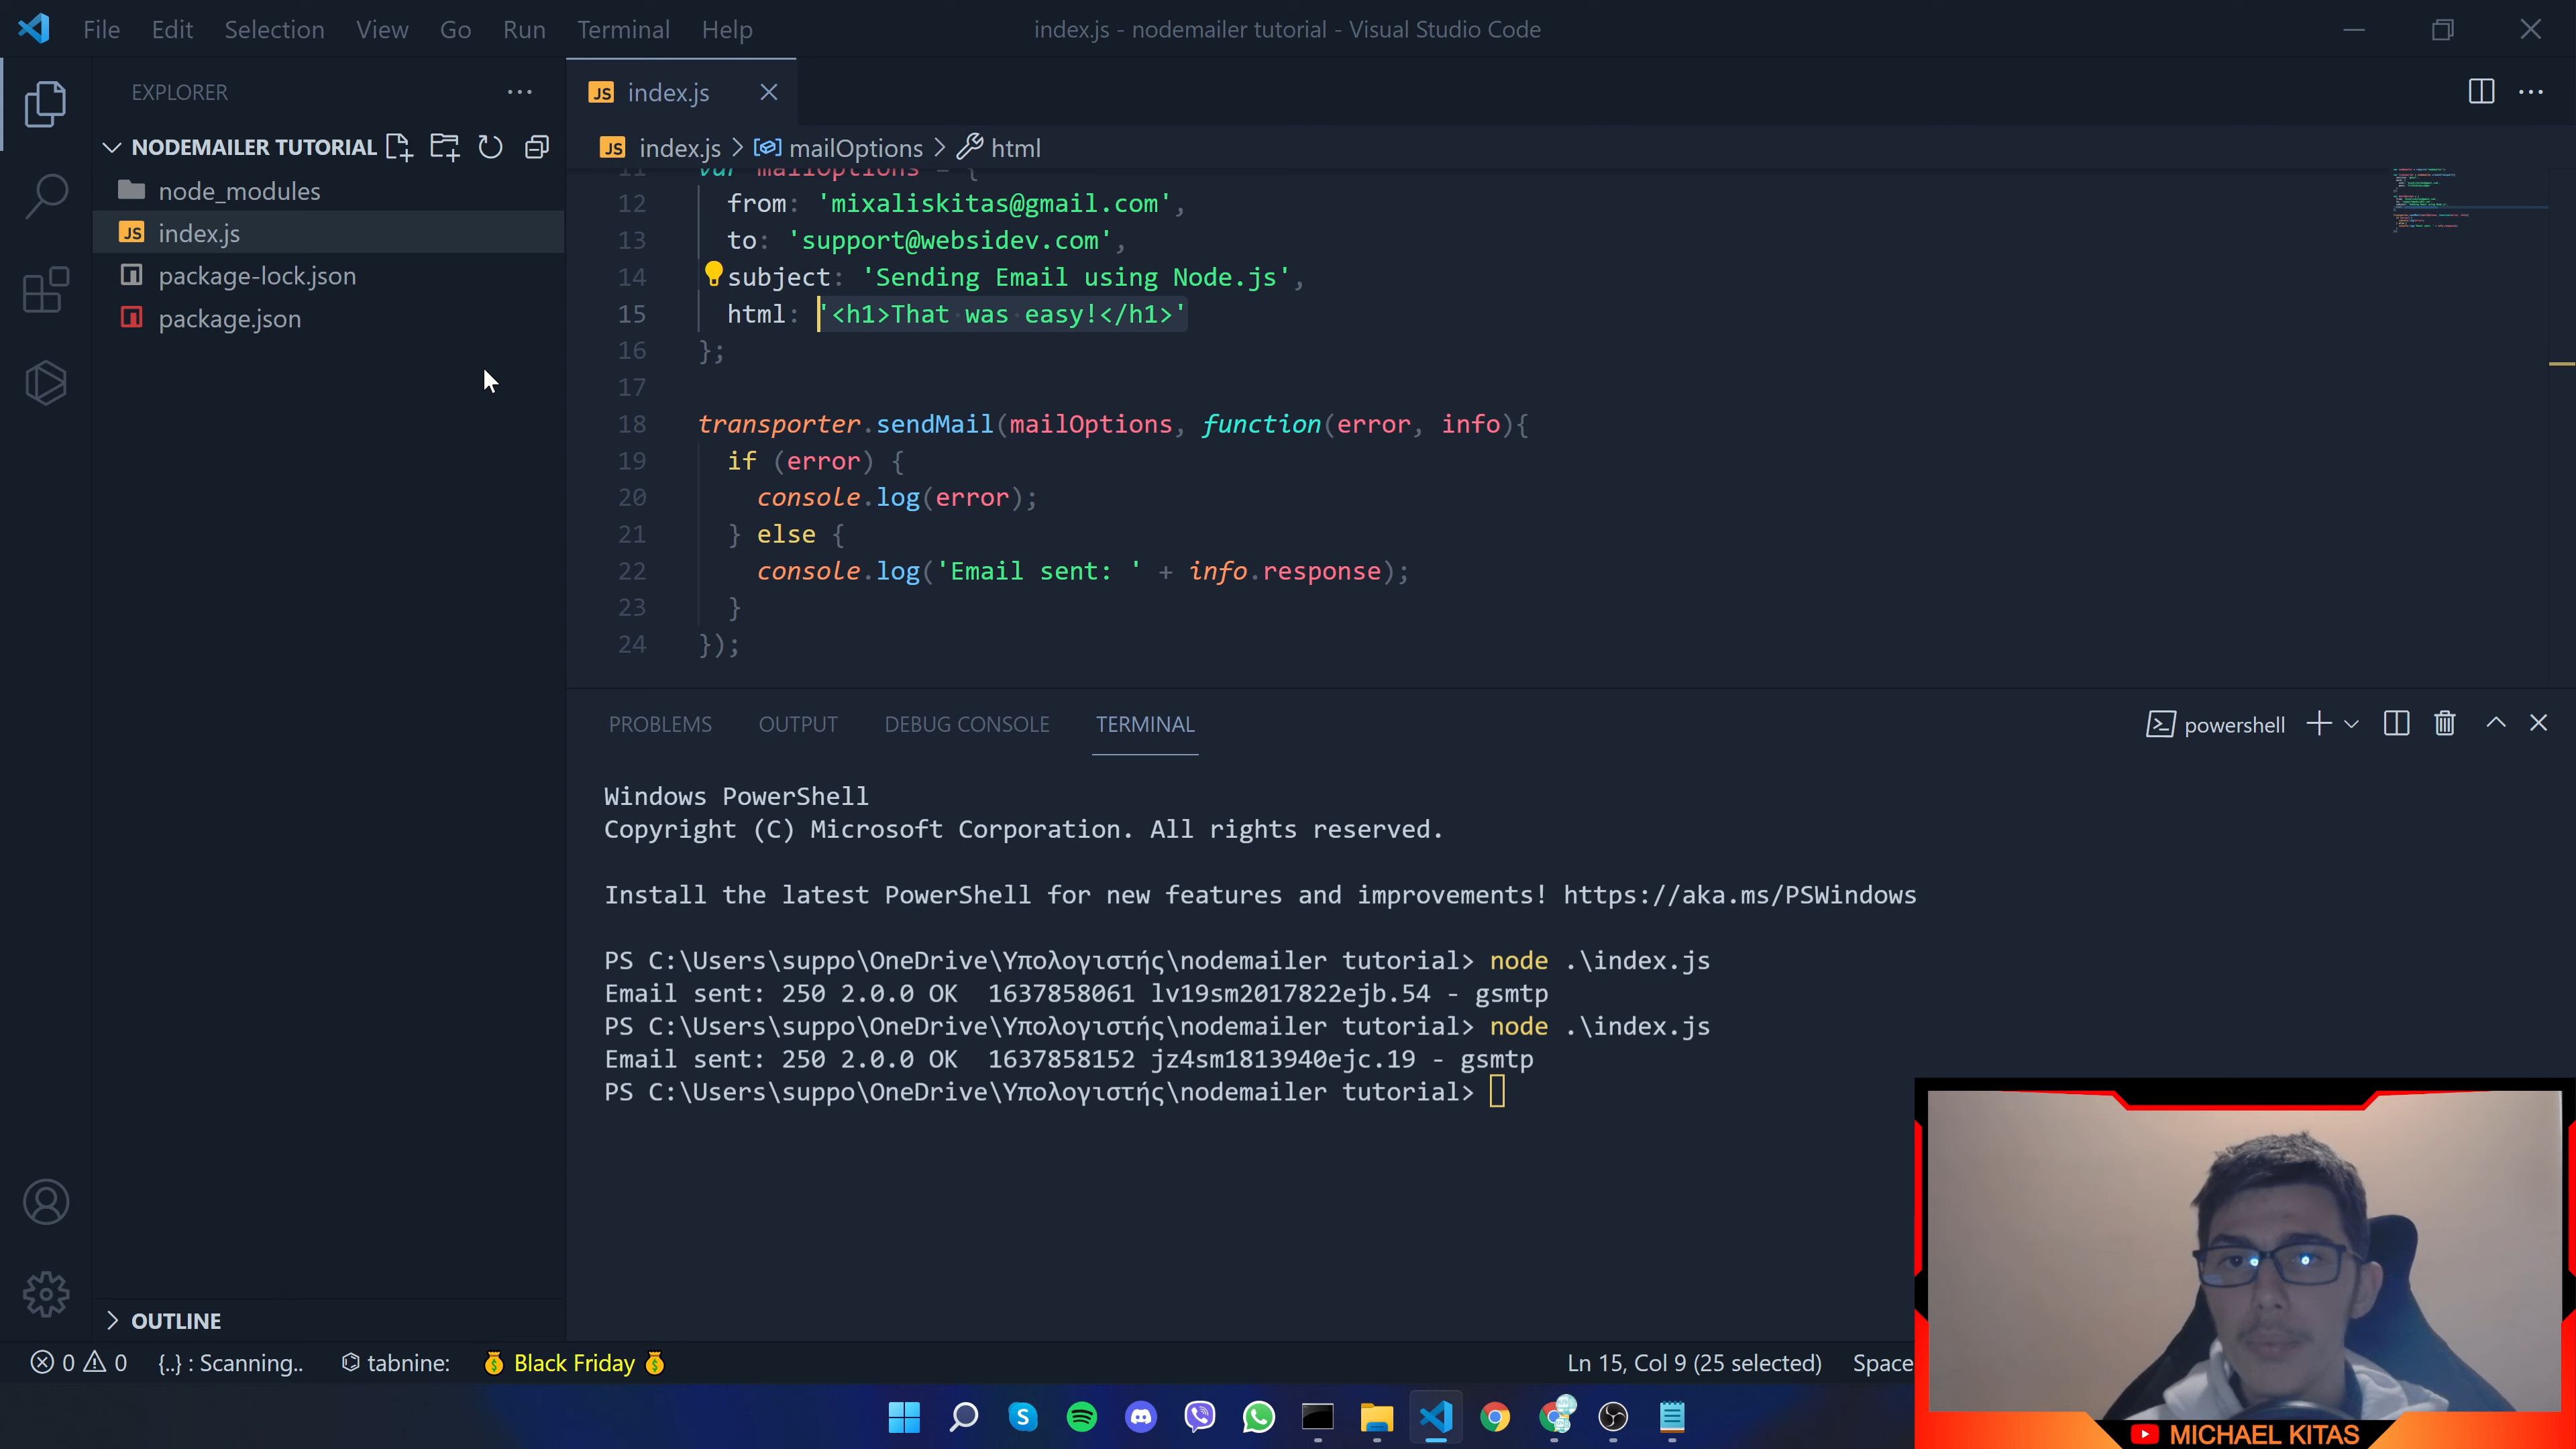 File Edit Selection View Go Run Terminal Help
index.js - nodemailer tutorial - Visual Studio Code
EXPLORER
index.js
NODEMAILER TUTORIAL
index.js > mailOptions > html
node_modules
index.js
package-lock.json
package.json
11 var mailOptions = {
12 from: 'mixaliskitas@gmail.com',
13 to: 'support@websidev.com',
14 subject: 'Sending Email using Node.js',
15 html: '<h1>That was easy!</h1>'
16 };
17
18 transporter.sendMail(mailOptions, function(error, info){
19 if (error) {
20 console.log(error);
21 } else {
22 console.log('Email sent: ' + info.response);
23 }
24 });
PROBLEMS OUTPUT DEBUG CONSOLE TERMINAL
powershell
Windows PowerShell
Copyright (C) Microsoft Corporation. All rights reserved.
Install the latest PowerShell for new features and improvements! https://aka.ms/PSWindows
PS C:\Users\suppo\OneDrive\Υπολογιστής\nodemailer tutorial> node .\index.js
Email sent: 250 2.0.0 OK  1637858061 lv19sm2017822ejb.54 - gsmtp
PS C:\Users\suppo\OneDrive\Υπολογιστής\nodemailer tutorial> node .\index.js
Email sent: 250 2.0.0 OK  1637858152 jz4sm1813940ejc.19 - gsmtp
PS C:\Users\suppo\OneDrive\Υπολογιστής\nodemailer tutorial>
OUTLINE
0 0 {..} : Scanning.. tabnine: Black Friday
Ln 15, Col 9 (25 selected) Space
MICHAEL KITAS